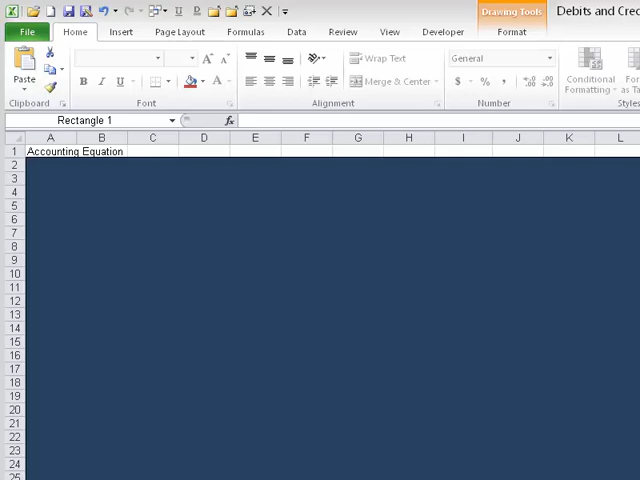 Drawing Tools
Debits and Cred
File Home Insert Page Layout Formulas Data Review View Developer Format
Paste
B I U
A A
Wrap Text
Merge & Center
General
$ % ,
Conditional Formatting
as Ta
Clipboard Font Alignment Number Styles
Rectangle 1 fx
A B C D E F G H I J K L
1 Accounting Equation
2
3
4
5
6
7
8
9
10
11
12
13
14
15
16
17
18
19
20
21
22
23
24
25